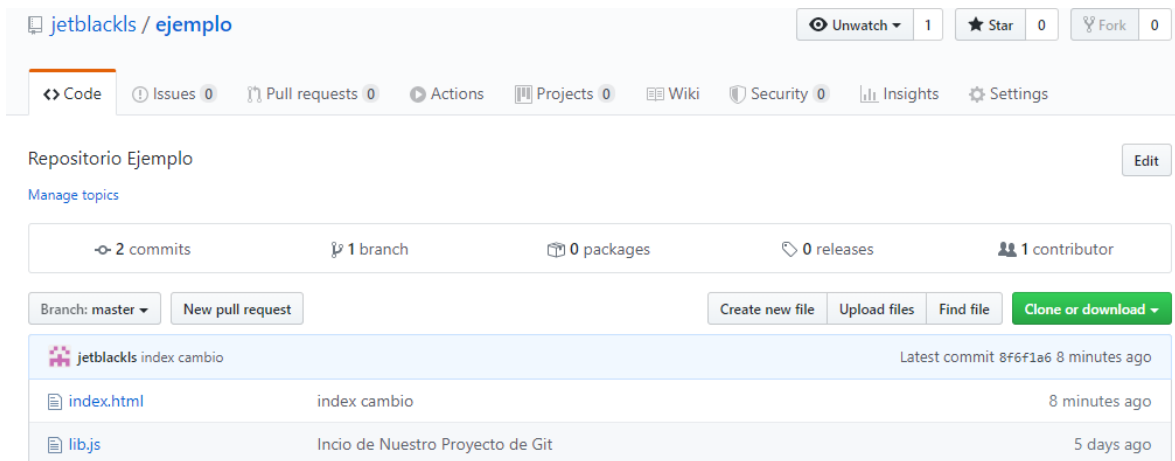 jetblackls / ejemplo Unwatch 1 Star 0 Fork 0
Code Issues 0 Pull requests 0 Actions Projects 0 Wiki Security 0 Insights Settings
Repositorio Ejemplo Edit
Manage topics
2 commits 1 branch 0 packages 0 releases 1 contributor
Branch: master New pull request Create new file Upload files Find file Clone or download
jetblackls index cambio Latest commit 8f6f1a6 8 minutes ago
index.html index cambio 8 minutes ago
lib.js Incio de Nuestro Proyecto de Git 5 days ago